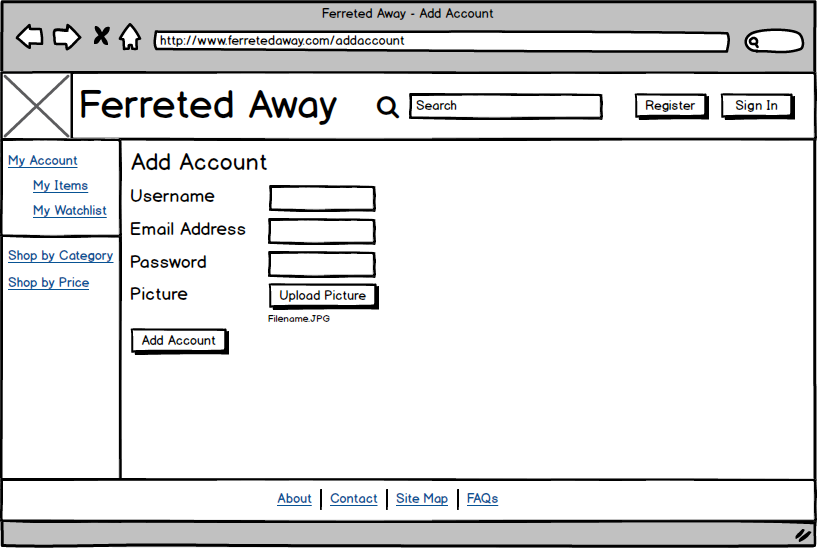 Ferreted Away - Add Account
http://www.ferretedaway.com/addaccount
Ferreted Away
Search
Register
Sign In
My Account
My Items
My Watchlist
Shop by Category
Shop by Price
Add Account
Username
Email Address
Password
Picture
Upload Picture
Filename.JPG
Add Account
About
Contact
Site Map
FAQs